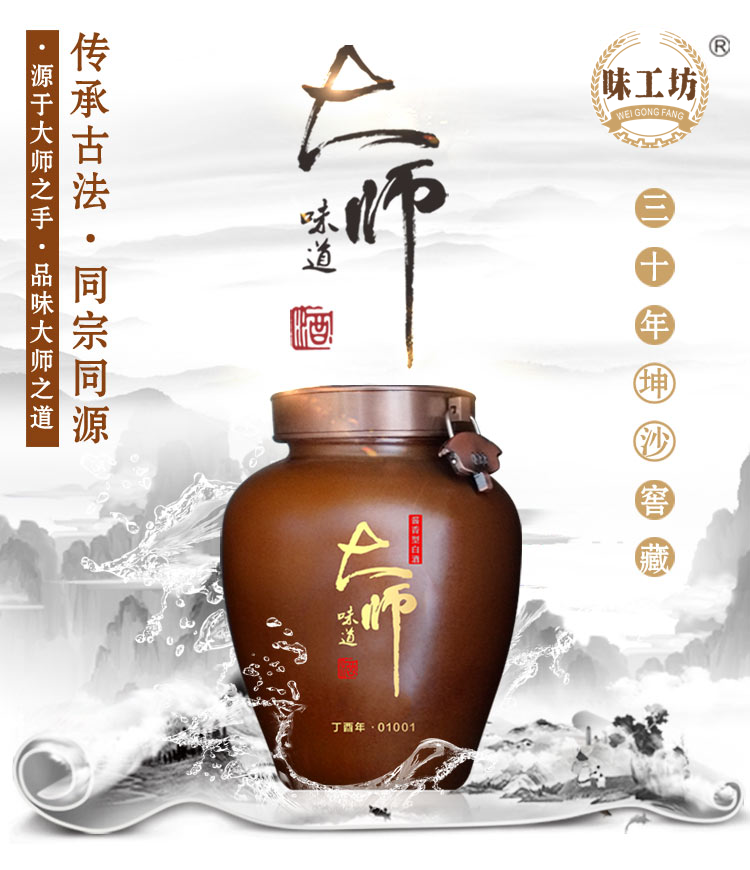 传承古法·同宗同源
·源于大师之手·品味大师之道
大师
味道
酒
味工坊
WEI GONG FANG
®
三十年坤沙窖藏
酱香型白酒
大师
味道
酒
丁酉年·01001